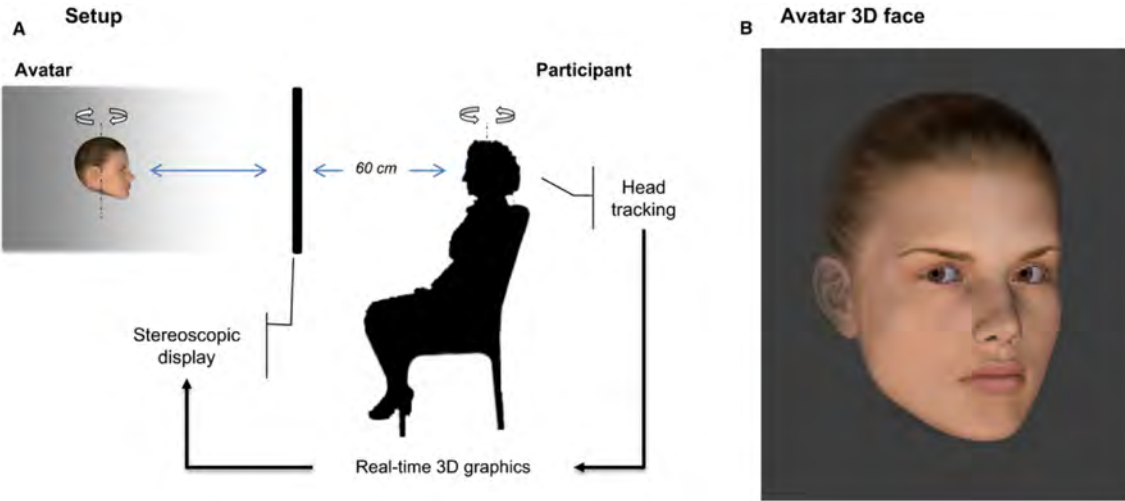 A
Setup
Avatar
Participant
60 cm
Head
tracking
Stereoscopic
display
Real-time 3D graphics
B
Avatar 3D face